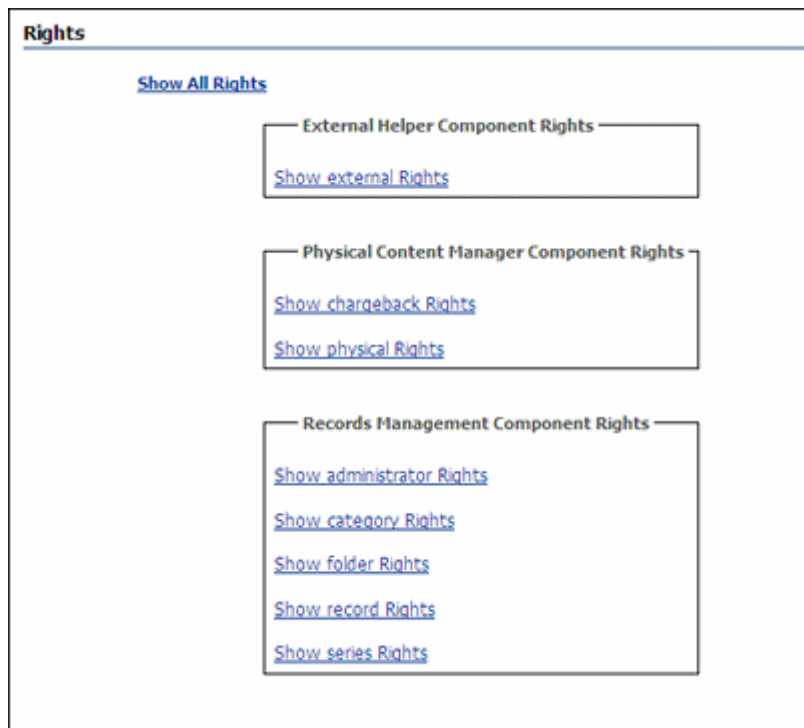 Rights
Show All Rights
External Helper Component Rights
Show external Rights
Physical Content Manager Component Rights
Show chargeback Rights
Show physical Rights
Records Management Component Rights
Show administrator Rights
Show category Rights
Show folder Rights
Show record Rights
Show series Rights